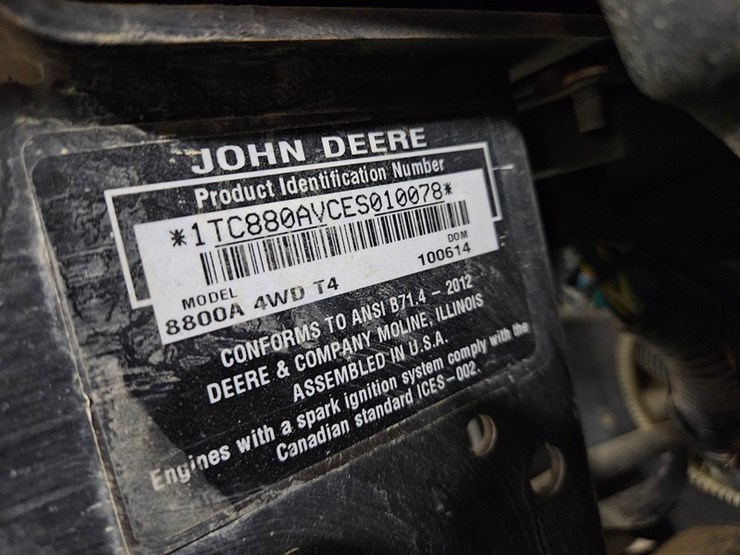 JOHN DEERE
Product Identification Number
*1TC880AVCES010078*
DOM
MODEL 100614
8800A 4WD T4
CONFORMS TO ANSI B71.4 - 2012
DEERE & COMPANY MOLINE, ILLINOIS
ASSEMBLED IN U.S.A.
Engines with a spark ignition system comply with the
Canadian standard ICES-002.